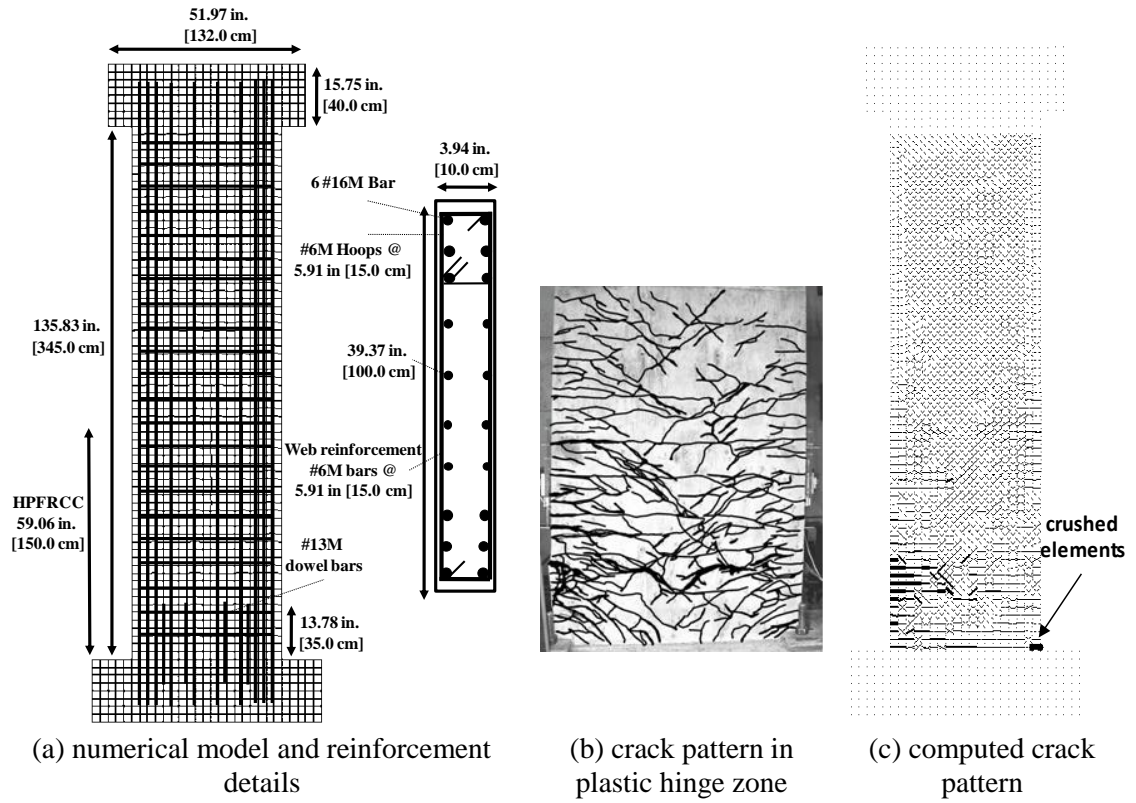 51.97 in.
[132.0 cm]
15.75 in.
[40.0 cm]
3.94 in.
[10.0 cm]
6 #16M Bar
#6M Hoops @
5.91 in [15.0 cm]
135.83 in.
[345.0 cm]
39.37 in.
[100.0 cm]
Web reinforcement
#6M bars @
5.91 in [15.0 cm]
HPFRCC
59.06 in.
[150.0 cm]
#13M
dowel bars
13.78 in.
[35.0 cm]
crushed
elements
(a) numerical model and reinforcement
details
(b) crack pattern in
plastic hinge zone
(c) computed crack
pattern